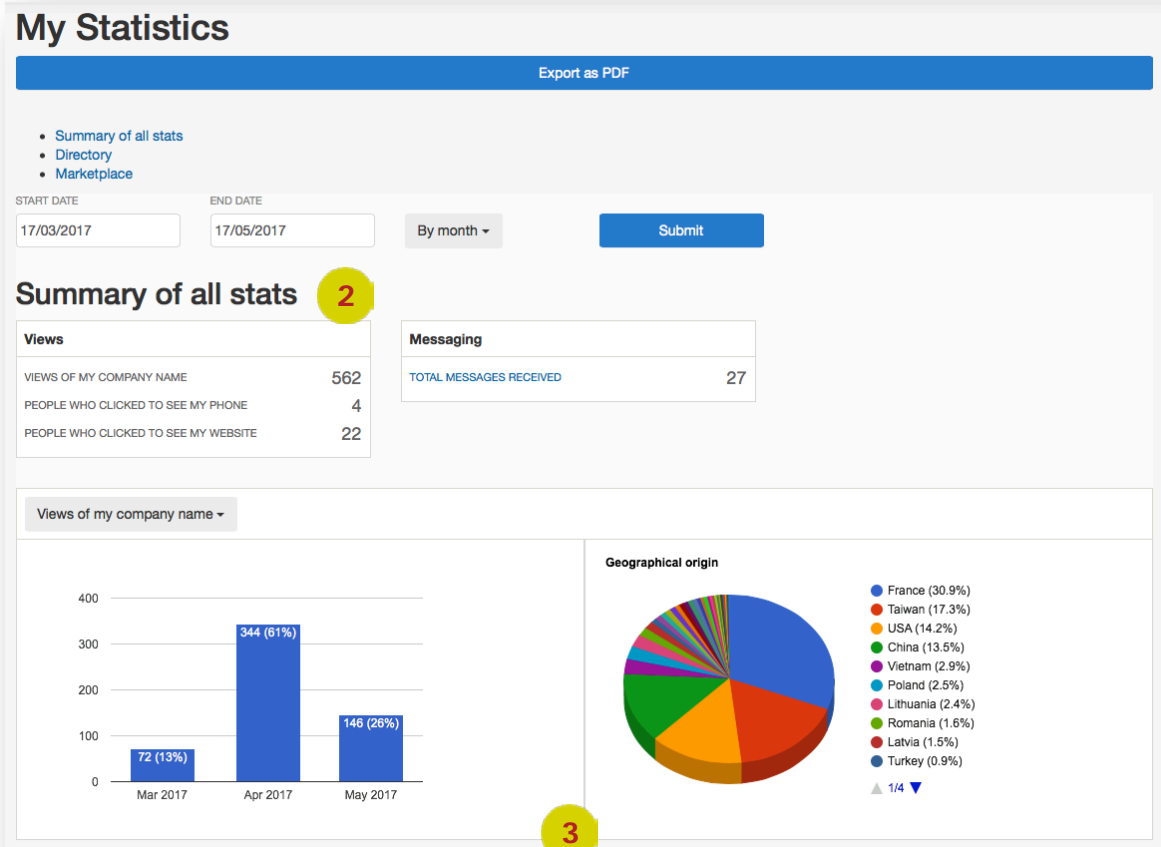 My Statistics
Export as PDF
Summary of all stats
Directory
Marketplace
START DATE
END DATE
17/03/2017
17/05/2017
By month
Submit
Summary of all stats
2
Views
VIEWS OF MY COMPANY NAME 562
PEOPLE WHO CLICKED TO SEE MY PHONE 4
PEOPLE WHO CLICKED TO SEE MY WEBSITE 22
Messaging
TOTAL MESSAGES RECEIVED 27
Views of my company name
400
300
200
100
0
72 (13%)
344 (61%)
146 (26%)
Mar 2017
Apr 2017
May 2017
Geographical origin
France (30.9%)
Taiwan (17.3%)
USA (14.2%)
China (13.5%)
Vietnam (2.9%)
Poland (2.5%)
Lithuania (2.4%)
Romania (1.6%)
Latvia (1.5%)
Turkey (0.9%)
1/4
3